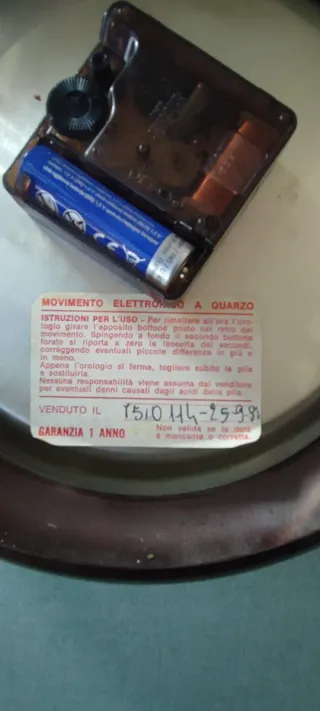 MOVIMENTO ELETTRONICO A QUARZO
ISTRUZIONI PER L'USO - Per rimettere all'ora l'oro-
logio girare l'apposito bottone posto nel retro del
movimento. Spingendo a fondo il secondo bottone
forato si riporta a zero la lancetta dei secondi,
correggendo eventuali piccole differenze in più e
in meno.
Appena l'orologio si ferma, togliere subito la pila
e sostituirla.
Nessuna responsabilità viene assunta dal venditore
per eventuali danni causati dagli acidi della pila.
VENDUTO IL
GARANZIA 1 ANNO
Non valida se la data
è mancante o corretta.